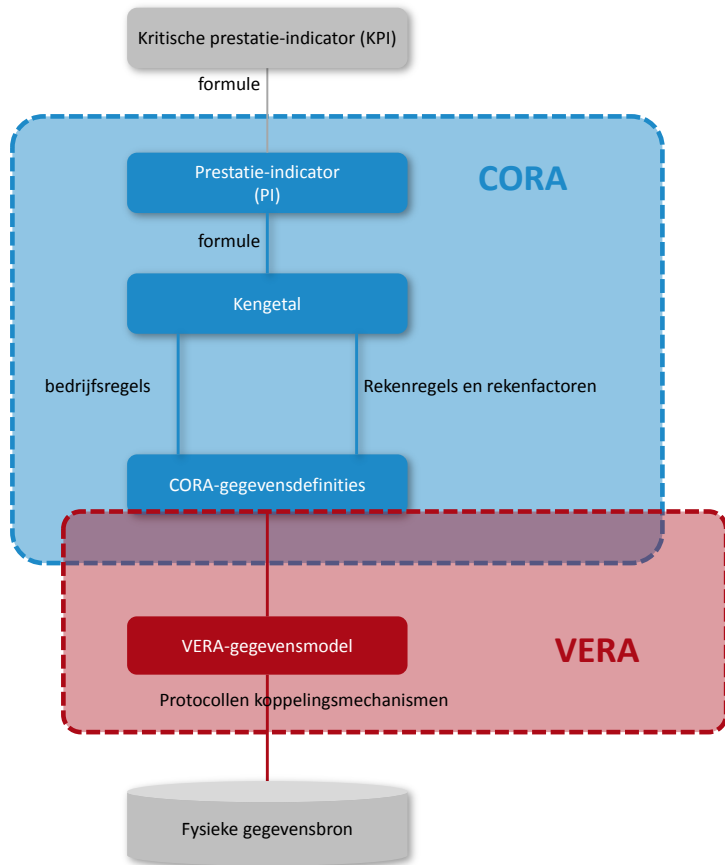 Kritische prestatie-indicator (KPI)
formule
CORA
Prestatie-indicator
(PI)
formule
Kengetal
bedrijfsregels
Rekenregels en rekenfactoren
CORA-gegevensdefinities
VERA-gegevensmodel
VERA
Protocollen koppelingsmechanismen
Fysieke gegevensbron